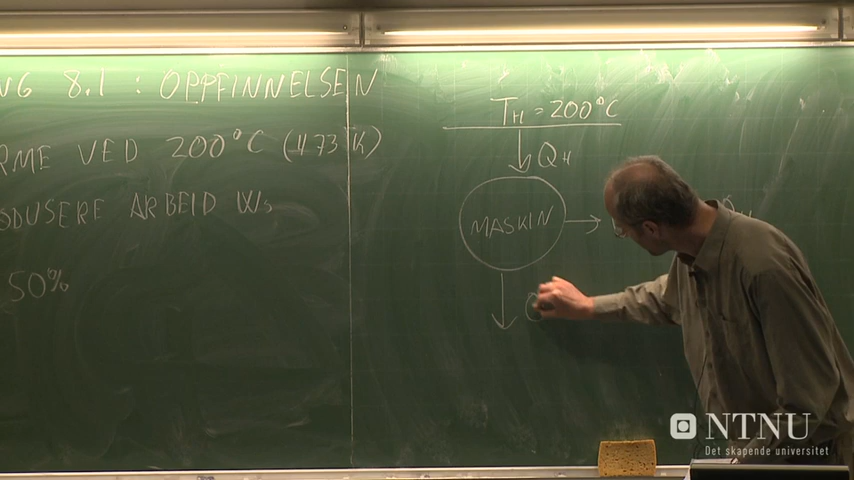 NG 8.1 : OPPFINNELSEN
RME VED 200°C (473 K)
ODUSERE ARBEID Ws
50%
TH = 200°C
QH
MASKIN
NTNU
Det skapende universitet